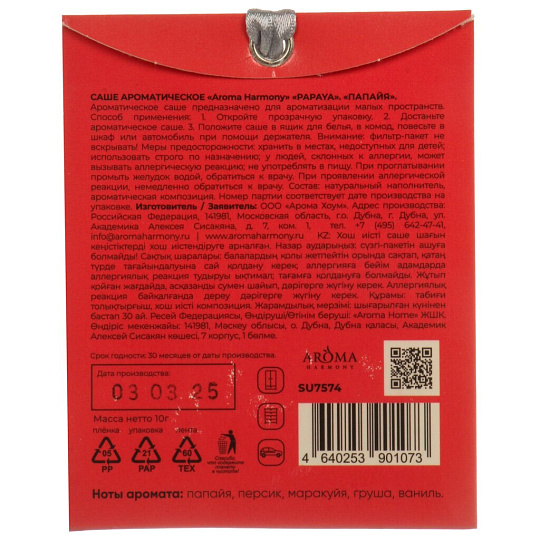 САШЕ АРОМАТИЧЕСКОЕ «Aroma Harmony» «PAPAYA». «ПАПАЙЯ».
Ароматическое саше предназначено для ароматизации малых пространств.
Способ применения: 1. Откройте прозрачную упаковку. 2. Достаньте
ароматическое саше. 3. Положите саше в ящик для белья, в комод, повесьте в
шкаф или автомобиль при помощи держателя. Внимание: фильтр-пакет не
вскрывать! Меры предосторожности: хранить в местах, недоступных для детей;
использовать строго по назначению; у людей, склонных к аллергии, может
вызывать аллергическую реакцию; не употреблять в пищу. При проглатывании
промыть желудок водой, обратиться к врачу. При проявлении аллергической
реакции, немедленно обратиться к врачу. Состав: натуральный наполнитель,
ароматическая композиция. Номер партии соответствует дате производства на
упаковке. Изготовитель / Заявитель: ООО «Арома Хоум». Адрес производства:
Российская Федерация, 141981, Московская область, г.о. Дубна, г. Дубна, ул.
Академика Алексея Сисакяна, д. 7, ком. 1, тел. +7 (495) 642-47-41,
info@aromaharmony.ru | www.aromaharmony.ru KZ: Хош иісті саше шағын
кеңістіктерді хош иістендіруге арналған. Назар аударыңыз: сүзгі-пакетін ашуға
болмайды! Сақтық шаралары: балалардың қолы жетпейтін орында сақтап, қатаң
түрде тағайындалуына сай қолдану керек; аллергияға бейім адамдарда
аллергиялық реакция тудыруы ықтимал; тағамға қолдануға болмайды. Жұтып
қойған жағдайда, асқазанды сумен шайып, дәрігерге жүгіну керек. Аллергиялық
реакция байқалғанда дереу дәрігерге жүгіну керек. Құрамы: табиғи
толықтырғыш, хош иісті композиция. Жарамдылық мерзімі: шығарылған күнінен
бастап 30 ай. Ресей Федерациясы, Өндіруші/Өтінім беруші: «Aroma Home» ЖШҚ,
Өндіріс мекенжайы: 141981, Мәскеу облысы, о. Дубна, Дубна қаласы, Академик
Алексей Сисакян көшесі, 7 корпус, 1 бөлме.
Срок годности: 30 месяцев от даты производства.
Дата производства:
03 03 25
AROMA
HARMONY
SU7574
Масса нетто 10г
плёнка упаковка лента
05 21 60
PP PAP TEX
4 640253 901073
Ноты аромата: папайя, персик, маракуйя, груша, ваниль.